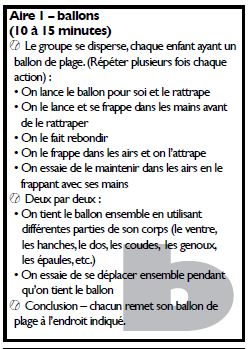 Aire 1 – ballons
(10 à 15 minutes)
Le groupe se disperse, chaque enfant ayant un
ballon de plage. (Répéter plusieurs fois chaque
action) :
• On lance le ballon pour soi et le rattrape
• On le lance et se frappe dans les mains avant
de le rattraper
• On le fait rebondir
• On le frappe dans les airs et on l'attrape
• On essaie de le maintenir dans les airs en le
frappant avec ses mains
Deux par deux :
• On tient le ballon ensemble en utilisant
différentes parties de son corps (le ventre,
les hanches, le dos, les coudes, les genoux,
les épaules, etc.)
• On essaie de se déplacer ensemble pendant
qu'on tient le ballon
Conclusion – chacun remet son ballon de
plage à l'endroit indiqué.
b